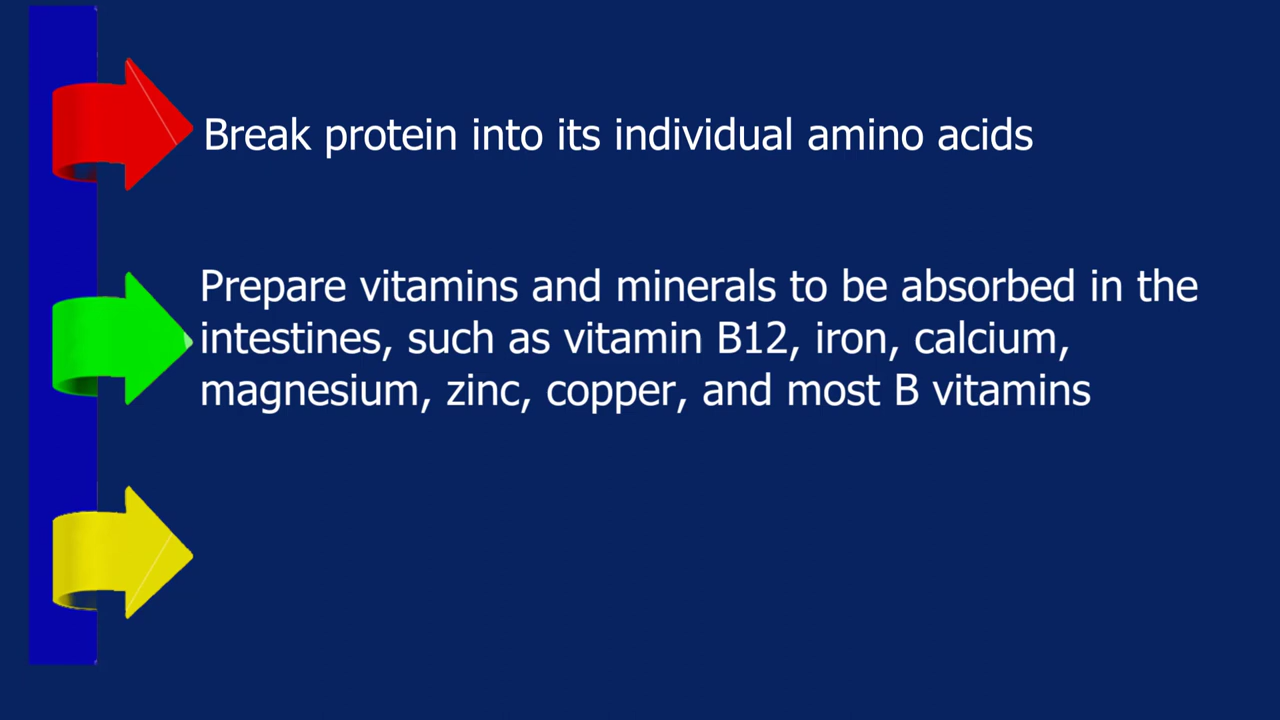 Break protein into its individual amino acids
Prepare vitamins and minerals to be absorbed in the
intestines, such as vitamin B12, iron, calcium,
magnesium, zinc, copper, and most B vitamins